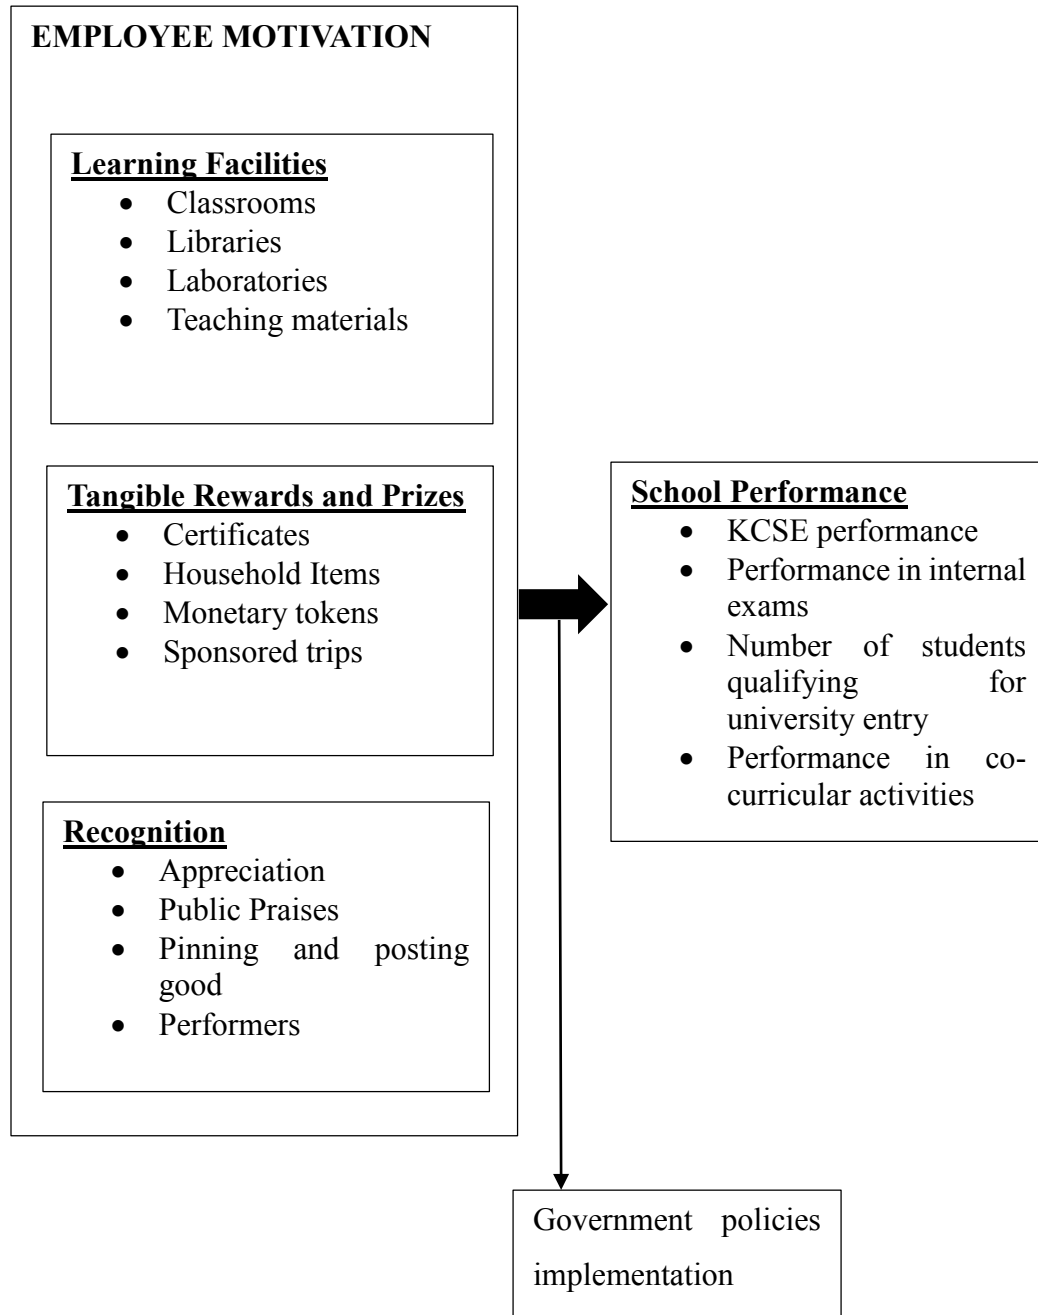 EMPLOYEE MOTIVATION
Learning Facilities
• Classrooms
• Libraries
• Laboratories
• Teaching materials
Tangible Rewards and Prizes
• Certificates
• Household Items
• Monetary tokens
• Sponsored trips
Recognition
• Appreciation
• Public Praises
• Pinning and posting
good
• Performers
School Performance
• KCSE performance
• Performance in internal
exams
• Number of students
qualifying for
university entry
• Performance in co-
curricular activities
Government policies
implementation